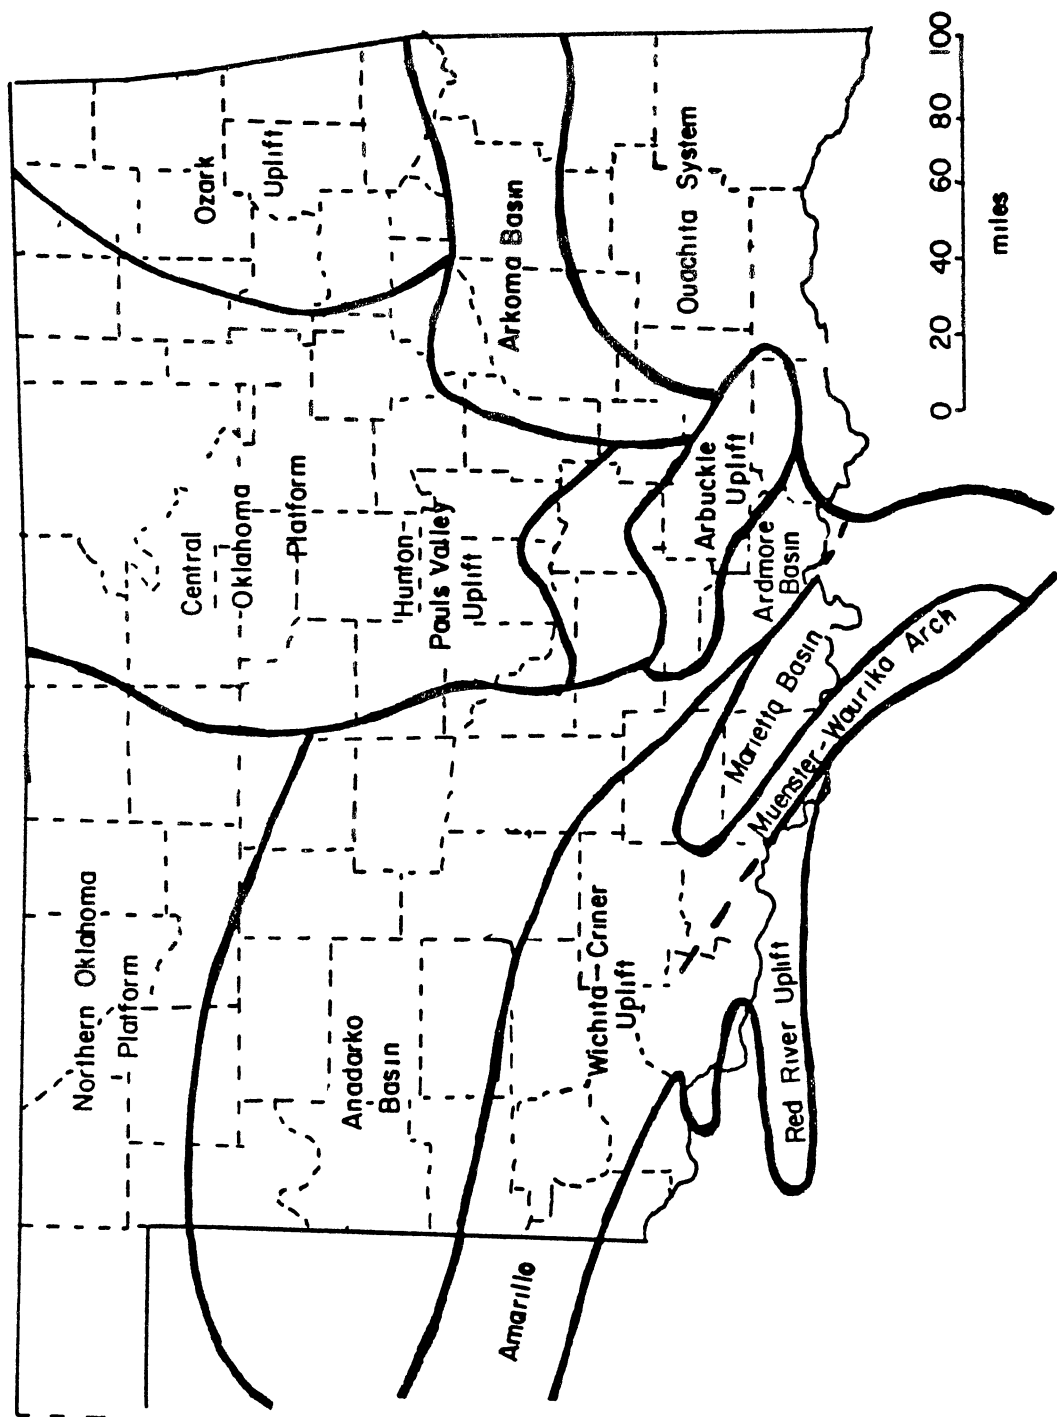 Northern Oklahoma
Platform
Central
Oklahoma
Platform
Ozark
Uplift
Anadarko
Basin
Hunton
Pauls Valley
Uplift
Arkoma Basin
Amarillo
Wichita-Criner
Uplift
Arbuckle
Uplift
Ardmore
Basin
Ouachita System
Marietta Basin
Muenster-Waurika Arch
Red River Uplift
0 20 40 60 80 100
miles